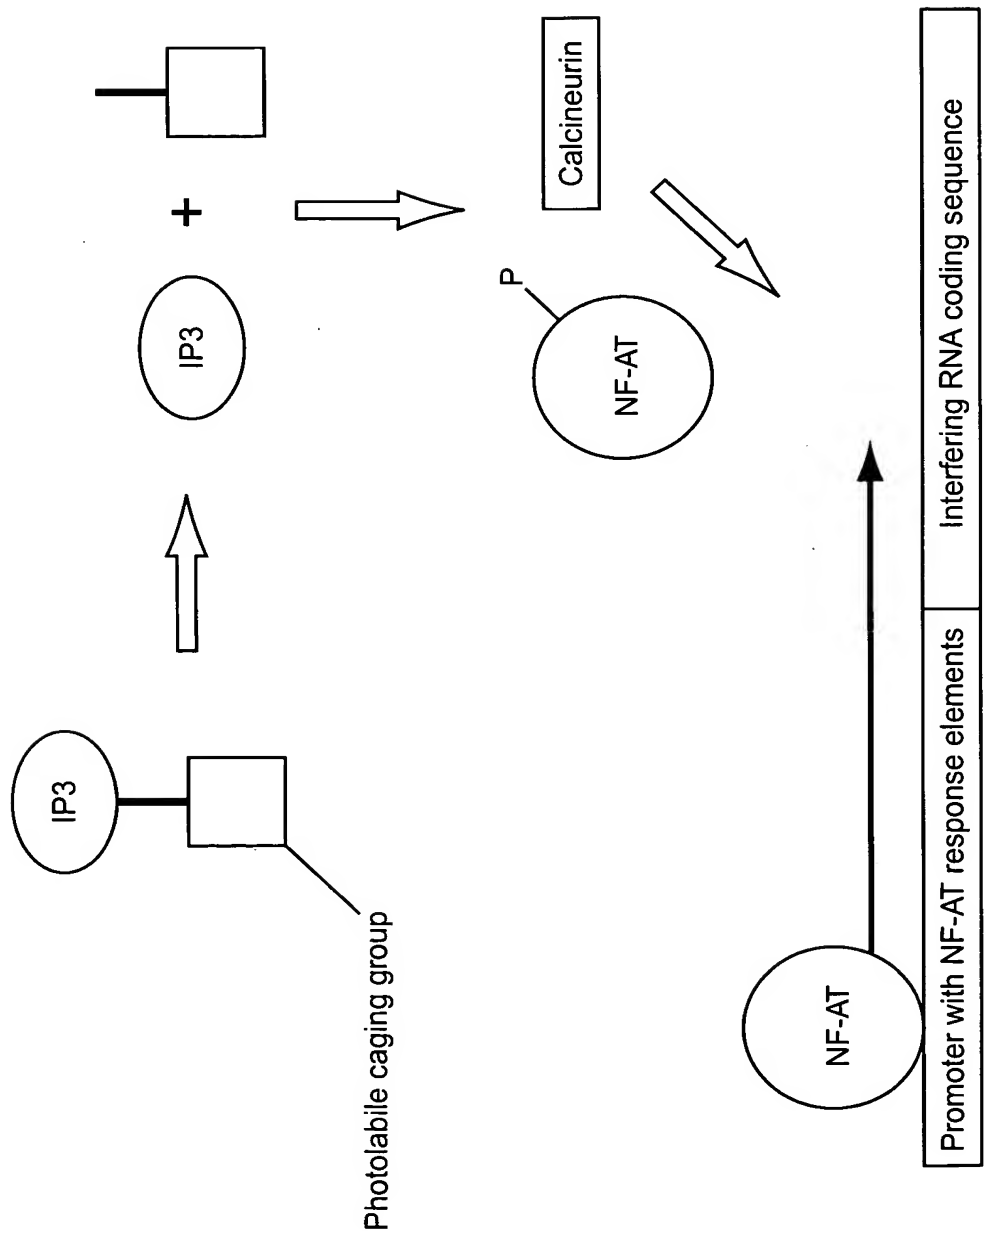 IP3
IP3 +
Photolabile caging group
P
Calcineurin
NF-AT
NF-AT
Promoter with NF-AT response elements
Interfering RNA coding sequence